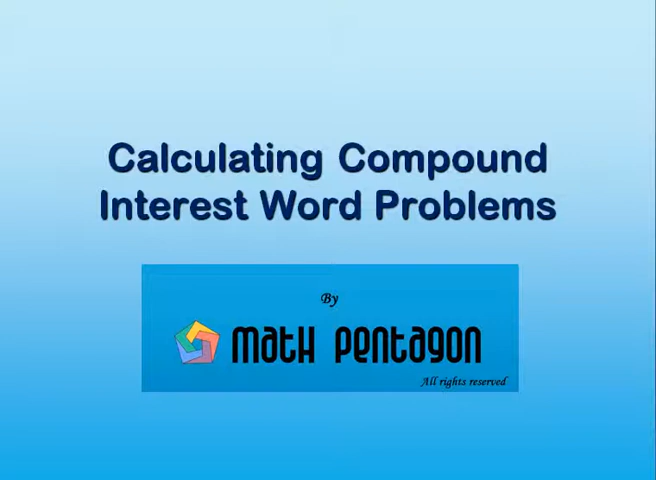 Calculating Compound
Interest Word Problems
By
Math Pentagon
All rights reserved